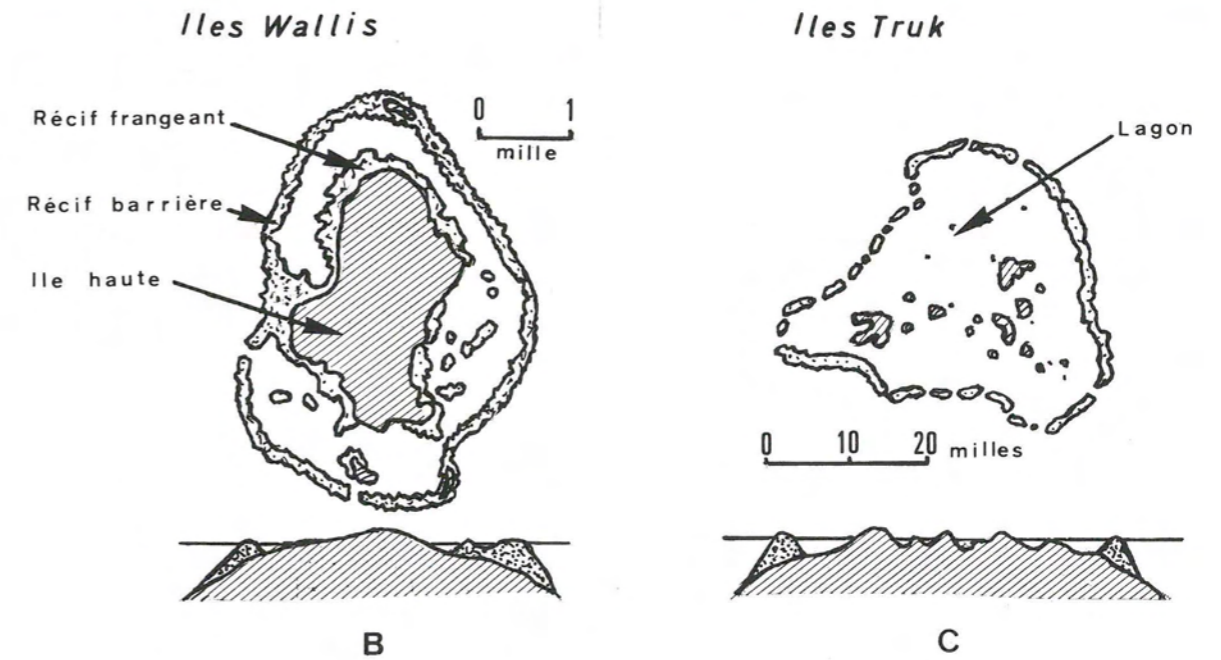 Iles Wallis
Iles Truk
Récif frangeant
0 1
mille
Lagon
Récif barrière
Ile haute
0 10 20 milles
B
C